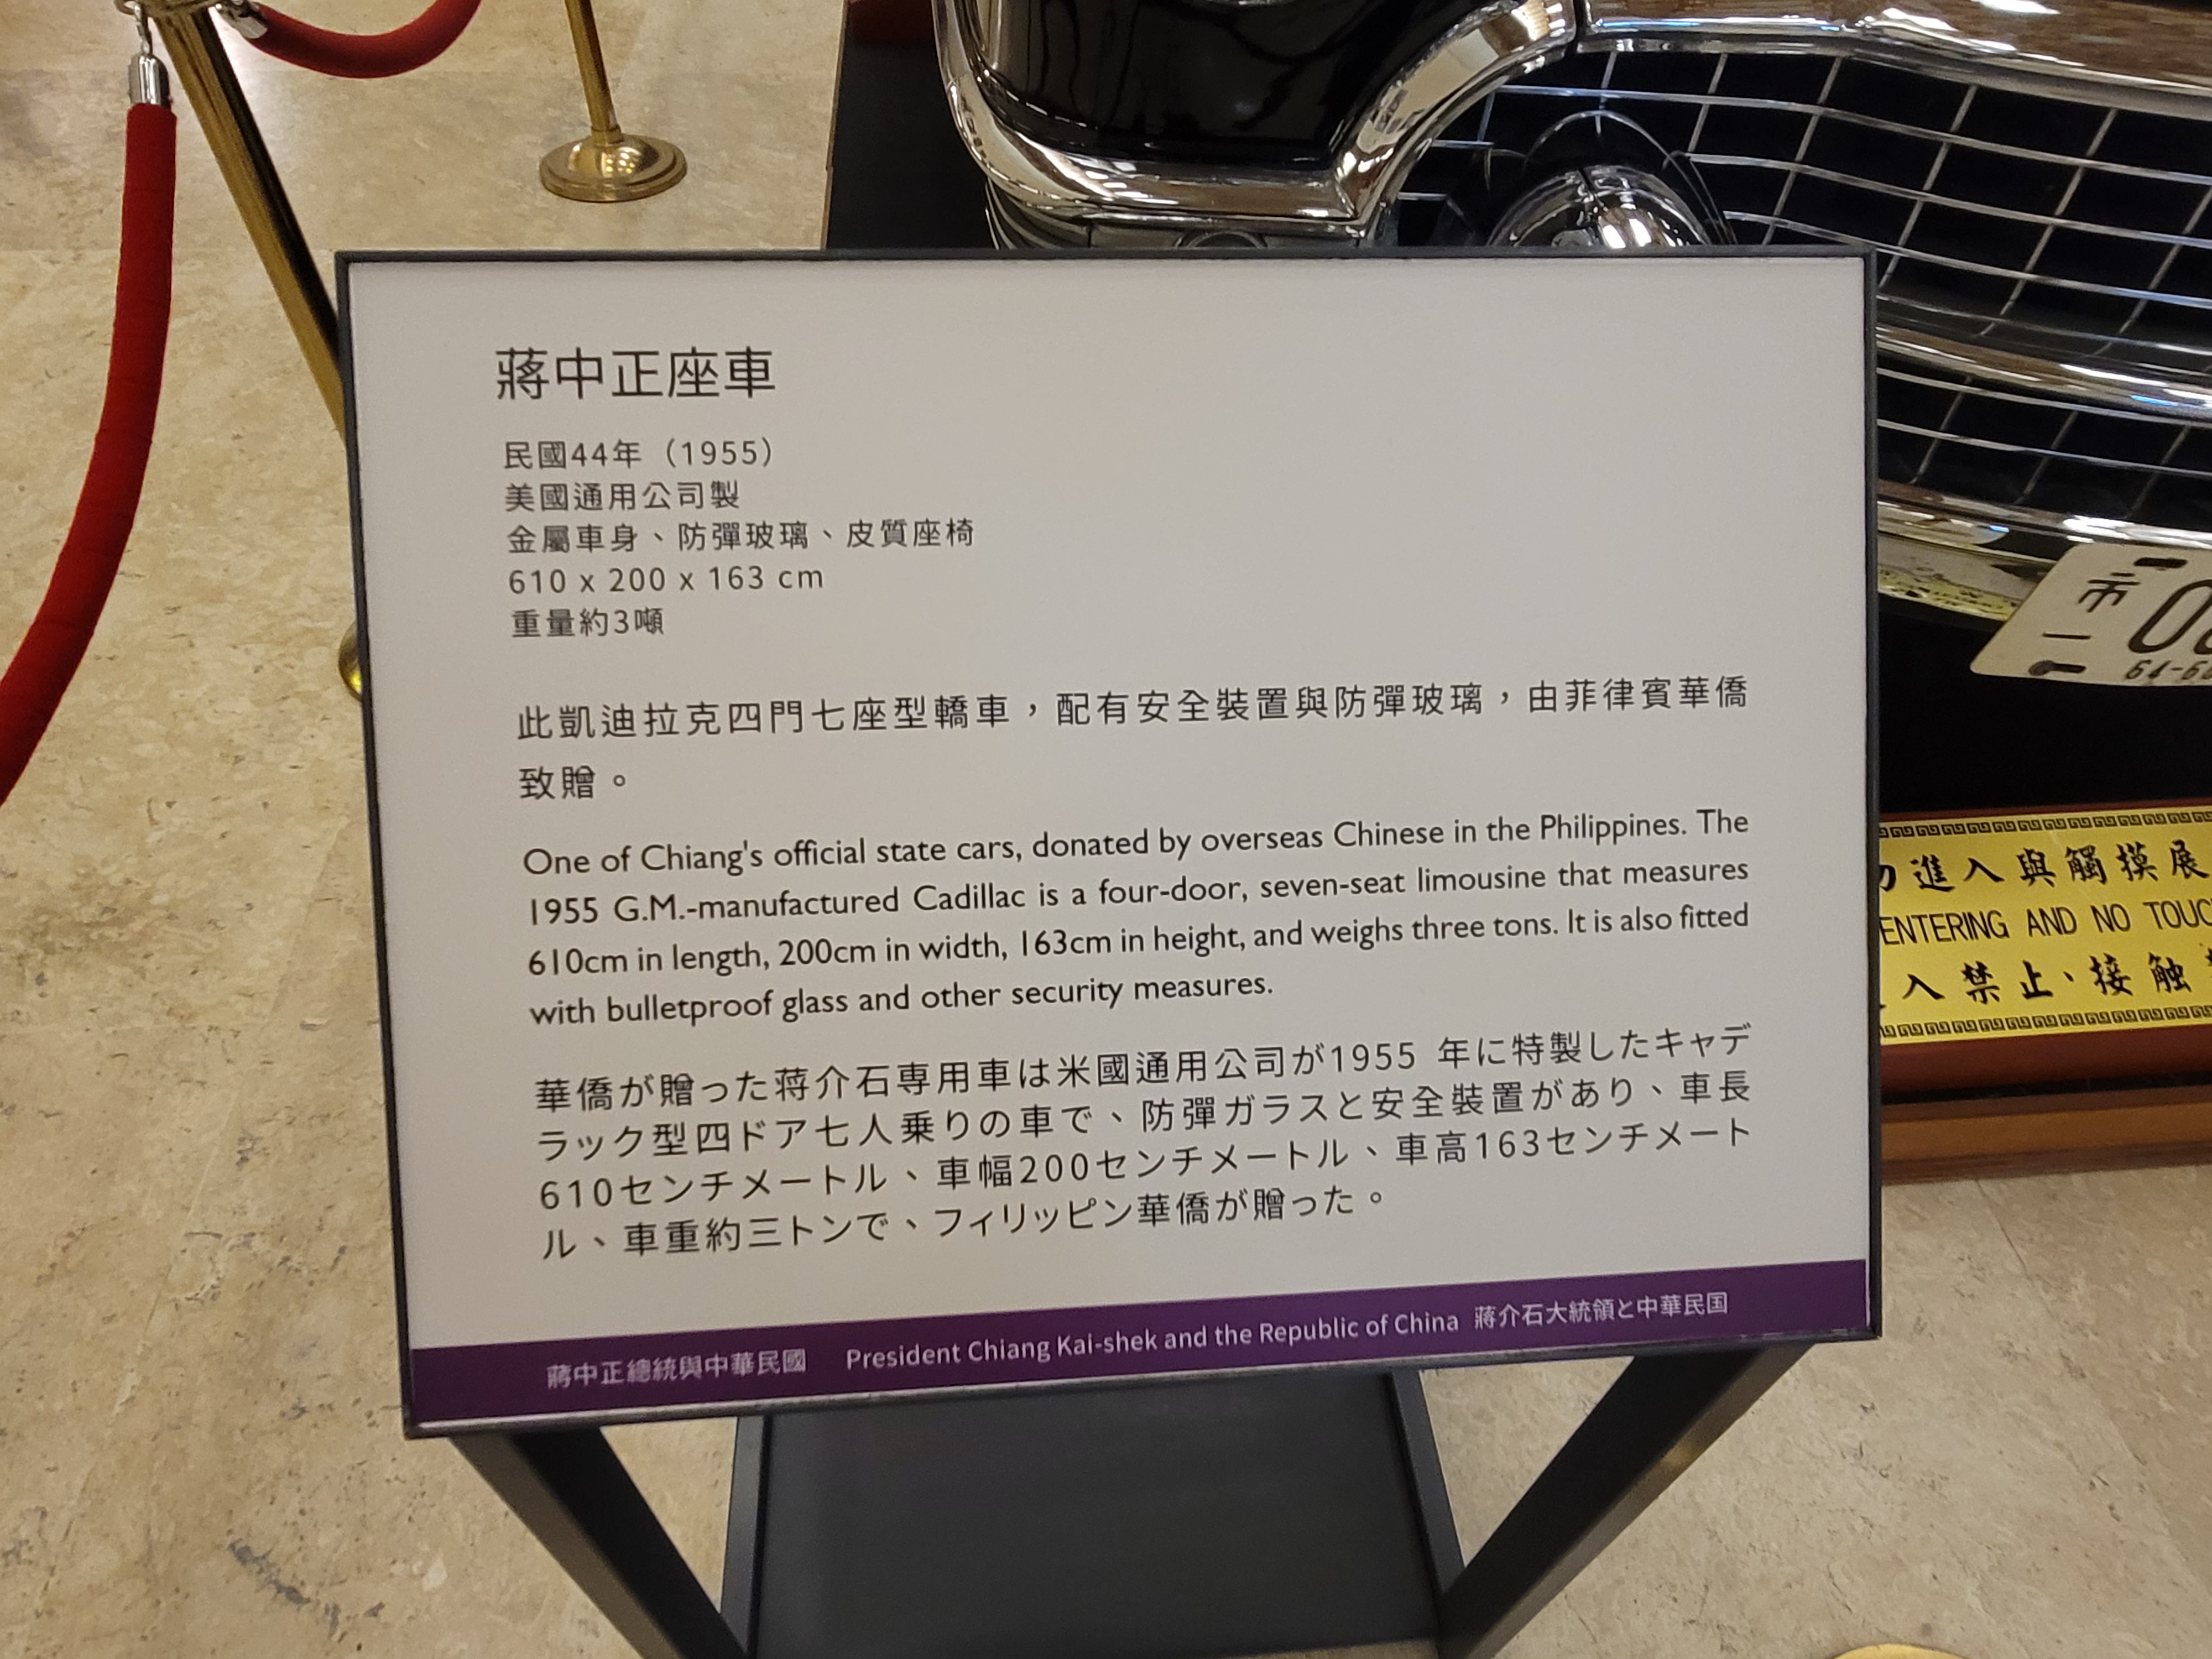 蔣中正座車
民國44年（1955）
美國通用公司製
金屬車身、防彈玻璃、皮質座椅
610 x 200 x 163 cm
重量約3噸
此凱迪拉克四門七座型轎車，配有安全裝置與防彈玻璃，由菲律賓華僑
致贈。
One of Chiang's official state cars, donated by overseas Chinese in the Philippines. The
1955 G.M.-manufactured Cadillac is a four-door, seven-seat limousine that measures
610cm in length, 200cm in width, 163cm in height, and weighs three tons. It is also fitted
with bulletproof glass and other security measures.
華僑が贈った蒋介石専用車は米國通用公司が1955 年に特製したキャデ
ラック型四ドア七人乗りの車で、防彈ガラスと安全裝置があり、車長
610センチメートル、車幅200センチメートル、車高163センチメート
ル、車重約三トンで、フィリッピン華僑が贈った。
蔣中正總統與中華民國 President Chiang Kai-shek and the Republic of China 蔣介石大統領と中華民国
市
一
進入與觸摸展
ENTERING AND NO
入禁止、接触